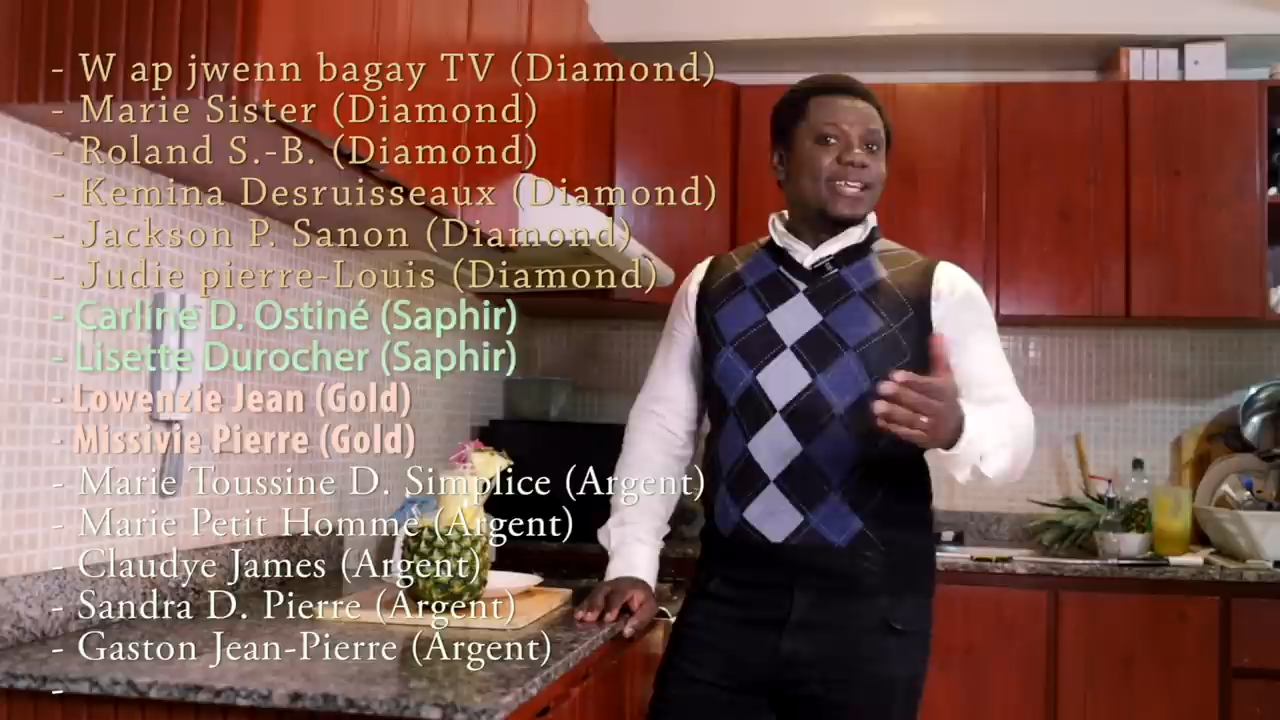 - W ap jwenn bagay TV (Diamond)
- Marie Sister (Diamond)
- Roland S.-B. (Diamond)
- Kemina Desruisseaux (Diamond)
- Jackson P. Sanon (Diamond)
- Judie pierre-Louis (Diamond)
- Carline D. Ostiné (Saphir)
- Lisette Durocher (Saphir)
- Lowenzie Jean (Gold)
- Missivie Pierre (Gold)
- Marie Toussine D. Simplice (Argent)
- Marie Petit Homme (Argent)
- Claudye James (Argent)
- Sandra D. Pierre (Argent)
- Gaston Jean-Pierre (Argent)
-